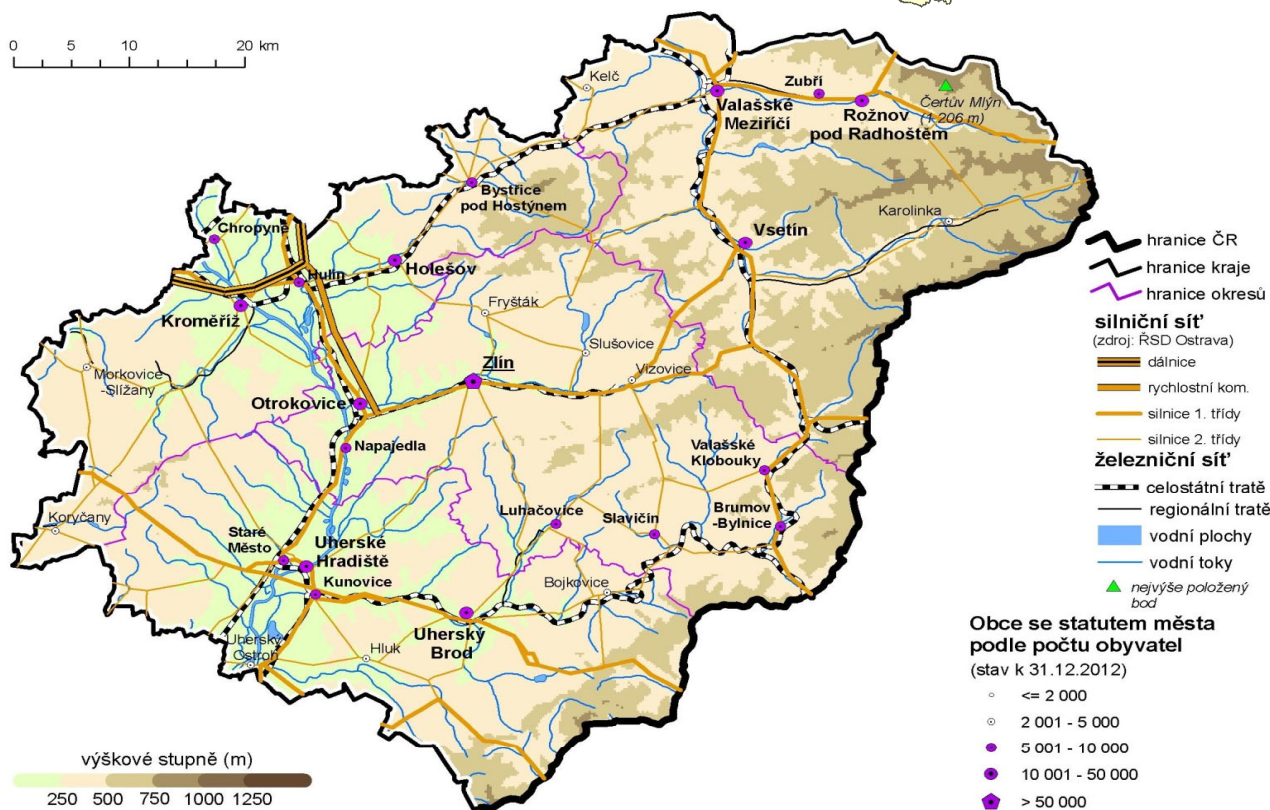 0 5 10 20 km
Kelč
Zubří
Valašské
Meziříčí
Rožnov
pod Radhoštěm
Čertův Mlýn
(1 206 m)
Bystřice
pod Hostýnem
Karolinka
Chropyně
Vsetín
Holešov
Hulín
Kroměříž
Fryšták
Slušovice
Morkovice
-Slížany
Zlín
Vizovice
Otrokovice
Napajedla
Valašské
Klobouky
Koryčany
Luhačovice
Slavičín
Brumov
-Bylnice
Staré
Město
Uherské
Hradiště
Kunovice
Bojkovice
Uherský
Brod
Uherský
Ostroh
Hluk
hranice ČR
hranice kraje
hranice okresů
silniční síť
(zdroj: ŘSD Ostrava)
dálnice
rychlostní kom.
silnice 1. třídy
silnice 2. třídy
železniční síť
celostátní tratě
regionální tratě
vodní plochy
vodní toky
nejvýše položený
bod
Obce se statutem města
podle počtu obyvatel
(stav k 31.12.2012)
<= 2 000
2 001 - 5 000
5 001 - 10 000
10 001 - 50 000
> 50 000
výškové stupně (m)
250 500 750 1000 1250